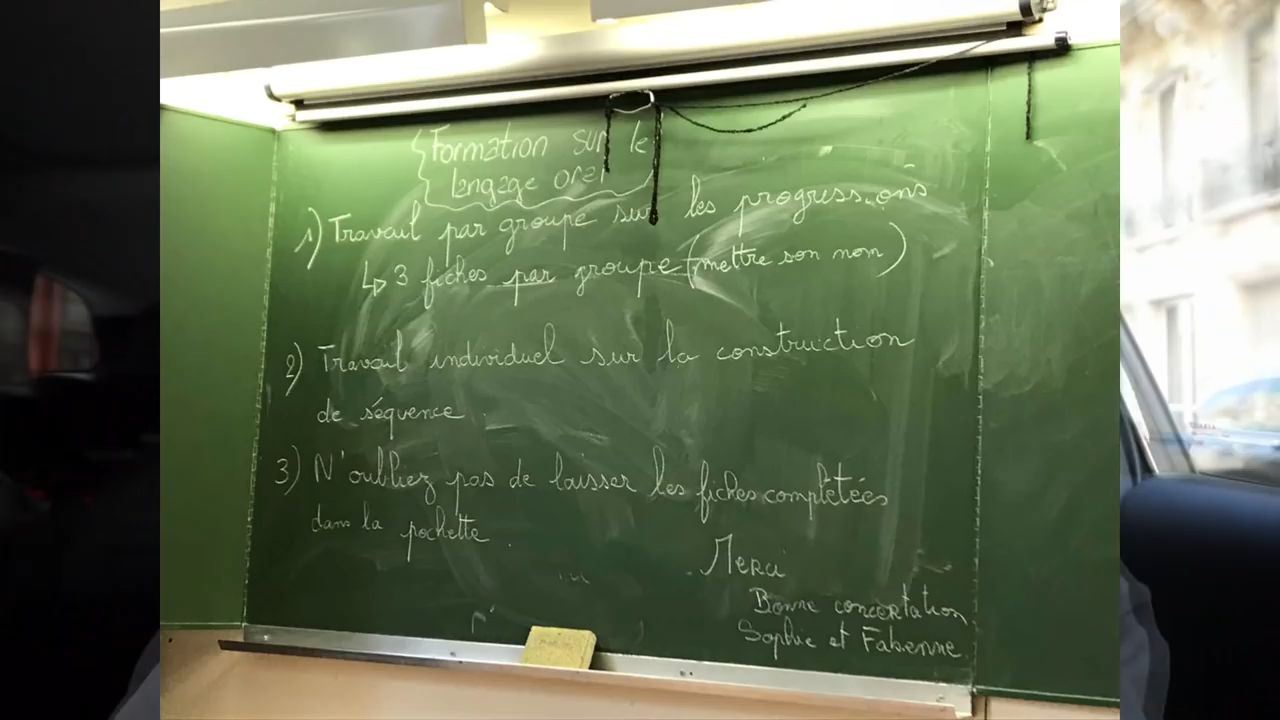 Formation sur le
langage oral
1) Travail par groupe sur les progressions
↳ 3 fiches par groupe (mettre son nom)
2) Travail individuel sur la construction
de séquence.
3) N'oubliez pas de laisser les fiches complétées
dans la pochette.
Merci
Bonne concertation
Sophie et Fabienne